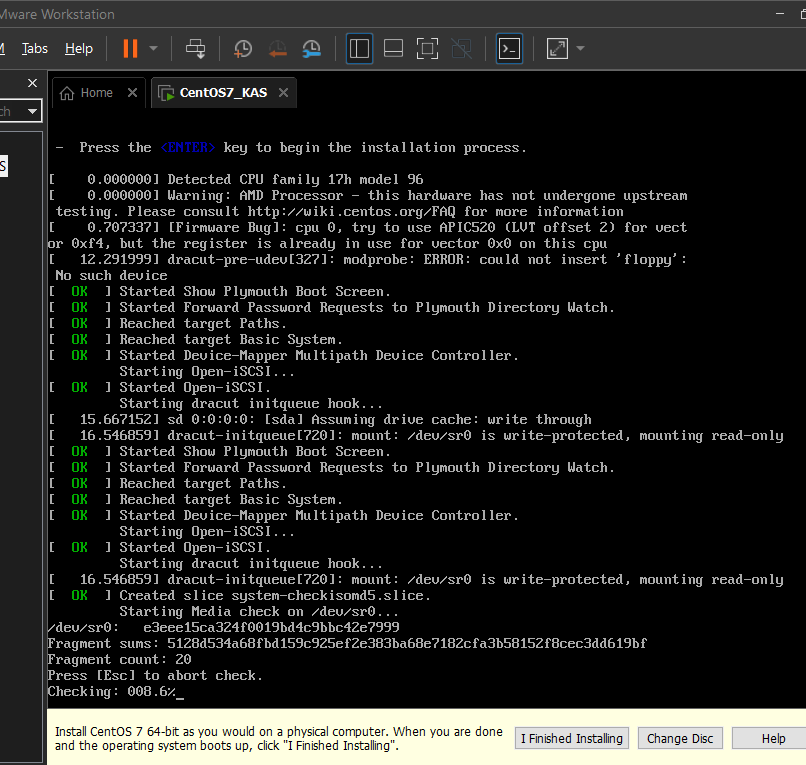 Mware Workstation
M Tabs Help
Home
CentOS7_KAS
ch
S
- Press the <ENTER> key to begin the installation process.
[    0.000000] Detected CPU family 17h model 96
[    0.000000] Warning: AMD Processor - this hardware has not undergone upstream
testing. Please consult http://wiki.centos.org/FAQ for more information
[    0.707337] [Firmware Bug]: cpu 0, try to use APIC520 (LVT offset 2) for vect
or 0xf4, but the register is already in use for vector 0x0 on this cpu
[   12.291999] dracut-pre-udev[327]: modprobe: ERROR: could not insert 'floppy':
No such device
[  OK  ] Started Show Plymouth Boot Screen.
[  OK  ] Started Forward Password Requests to Plymouth Directory Watch.
[  OK  ] Reached target Paths.
[  OK  ] Reached target Basic System.
[  OK  ] Started Device-Mapper Multipath Device Controller.
Starting Open-iSCSI...
[  OK  ] Started Open-iSCSI.
Starting dracut initqueue hook...
[   15.667152] sd 0:0:0:0: [sda] Assuming drive cache: write through
[   16.546859] dracut-initqueue[720]: mount: /dev/sr0 is write-protected, mounting read-only
[  OK  ] Started Show Plymouth Boot Screen.
[  OK  ] Started Forward Password Requests to Plymouth Directory Watch.
[  OK  ] Reached target Paths.
[  OK  ] Reached target Basic System.
[  OK  ] Started Device-Mapper Multipath Device Controller.
Starting Open-iSCSI...
[  OK  ] Started Open-iSCSI.
Starting dracut initqueue hook...
[   16.546859] dracut-initqueue[720]: mount: /dev/sr0 is write-protected, mounting read-only
[  OK  ] Created slice system-checkisomd5.slice.
Starting Media check on /dev/sr0...
/dev/sr0:   e3eee15ca324f0019bd4c9bbc42e7999
Fragment sums: 5128d534a68fbd159c925ef2e383ba68e7182cfa3b58152f8cec3dd619bf
Fragment count: 20
Press [Esc] to abort check.
Checking: 008.6%_
Install CentOS 7 64-bit as you would on a physical computer. When you are done
and the operating system boots up, click "I Finished Installing".
I Finished Installing
Change Disc
Help